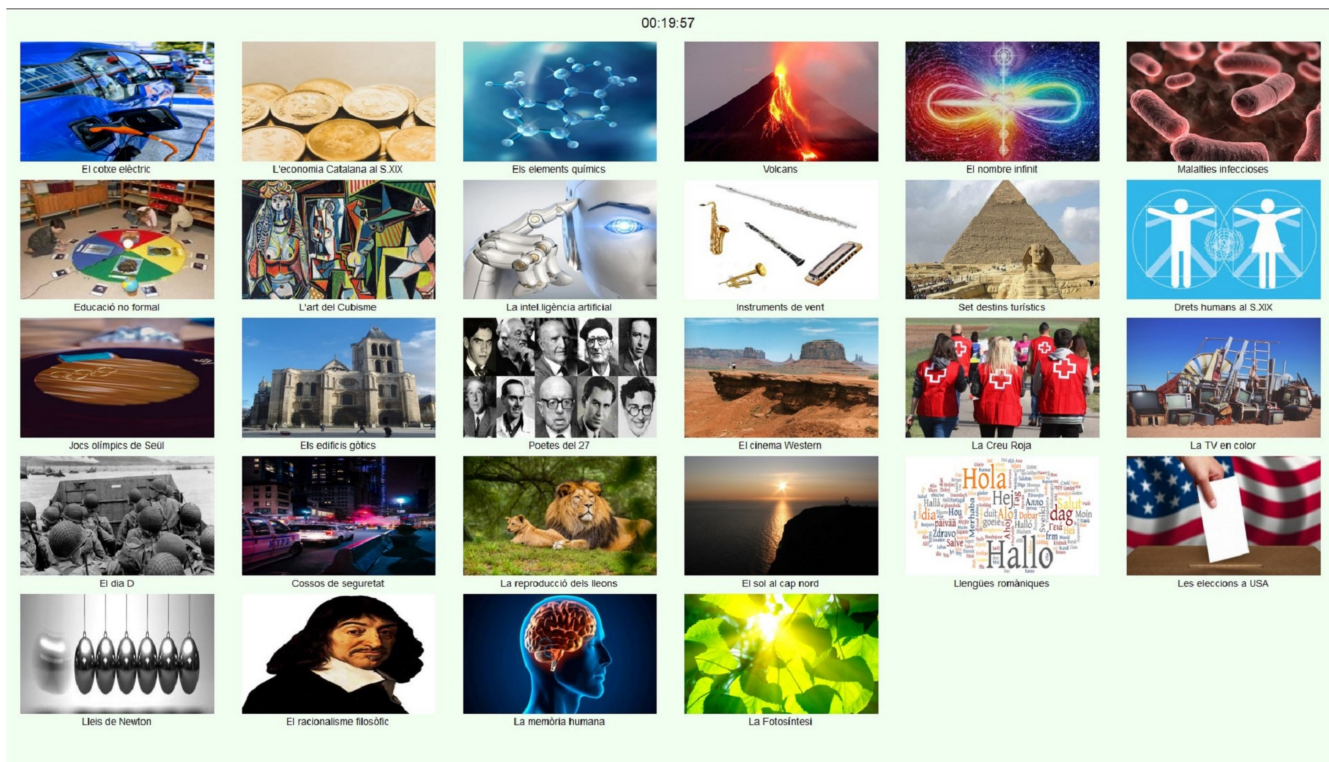 00:19:57
El cotxe elèctric
L'economia Catalana al S.XIX
Els elements químics
Volcans
El nombre infinit
Malalties infeccioses
Educació no formal
L'art del Cubisme
La intel.ligència artificial
Instruments de vent
Set destins turístics
Drets humans al S.XIX
Jocs olímpics de Seül
Els edificis gòtics
Poetes del 27
El cinema Western
La Creu Roja
La TV en color
El dia D
Cossos de seguretat
La reproducció dels lleons
El sol al cap nord
Hola
Hei
dag
Salut
Hallo
Llengües romàniques
Les eleccions a USA
Lleis de Newton
El racionalisme filosòfic
La memòria humana
La Fotosíntesi